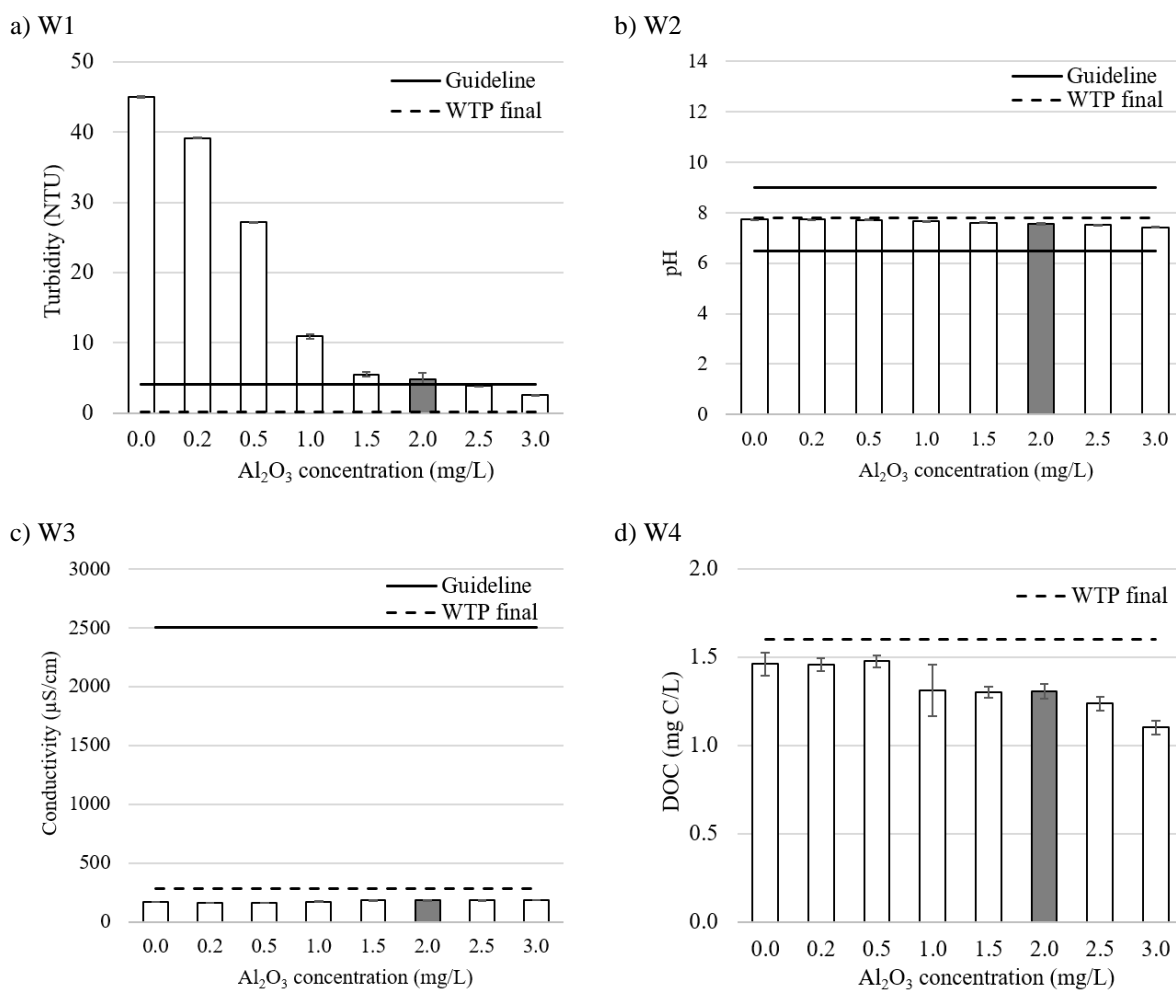 a) W1
50
40
30
20
10
0
Turbidity (NTU)
Guideline
WTP final
0.0 0.2 0.5 1.0 1.5 2.0 2.5 3.0
Al₂O₃ concentration (mg/L)
b) W2
14
12
10
8
6
4
2
0
pH
Guideline
WTP final
0.0 0.2 0.5 1.0 1.5 2.0 2.5 3.0
Al₂O₃ concentration (mg/L)
c) W3
3000
2500
2000
1500
1000
500
0
Conductivity (µS/cm)
Guideline
WTP final
0.0 0.2 0.5 1.0 1.5 2.0 2.5 3.0
Al₂O₃ concentration (mg/L)
d) W4
2.0
1.5
1.0
0.5
0.0
DOC (mg C/L)
WTP final
0.0 0.2 0.5 1.0 1.5 2.0 2.5 3.0
Al₂O₃ concentration (mg/L)